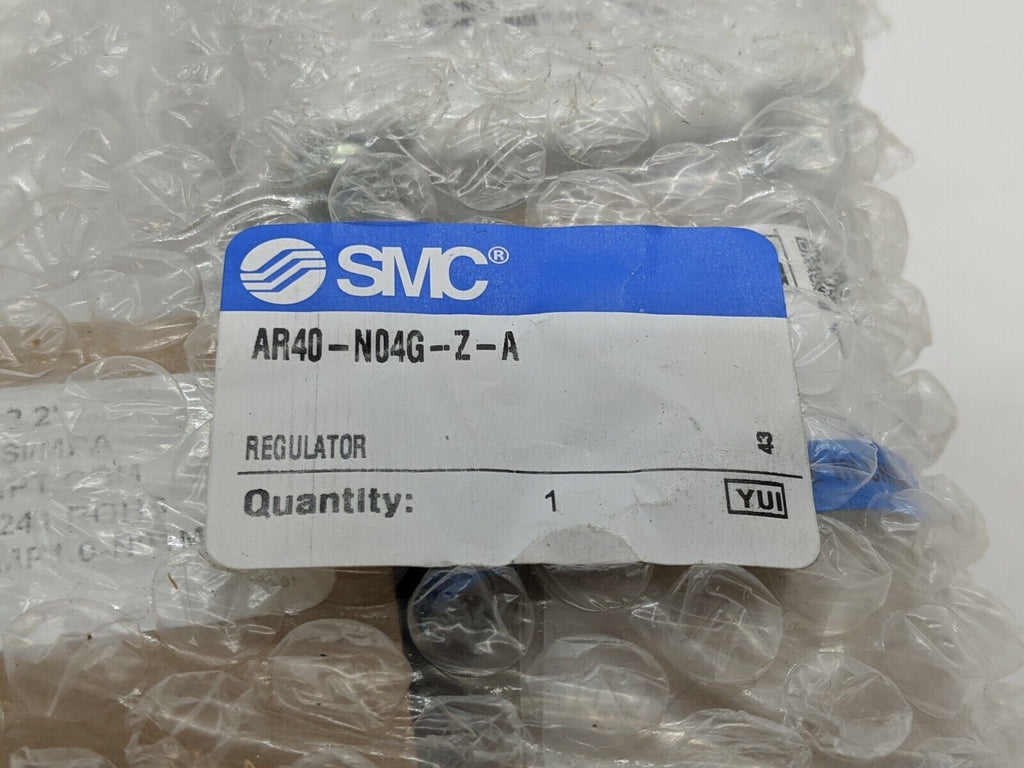 SMC®
AR40-N04G-Z-A
REGULATOR 43
Quantity: 1 YUI